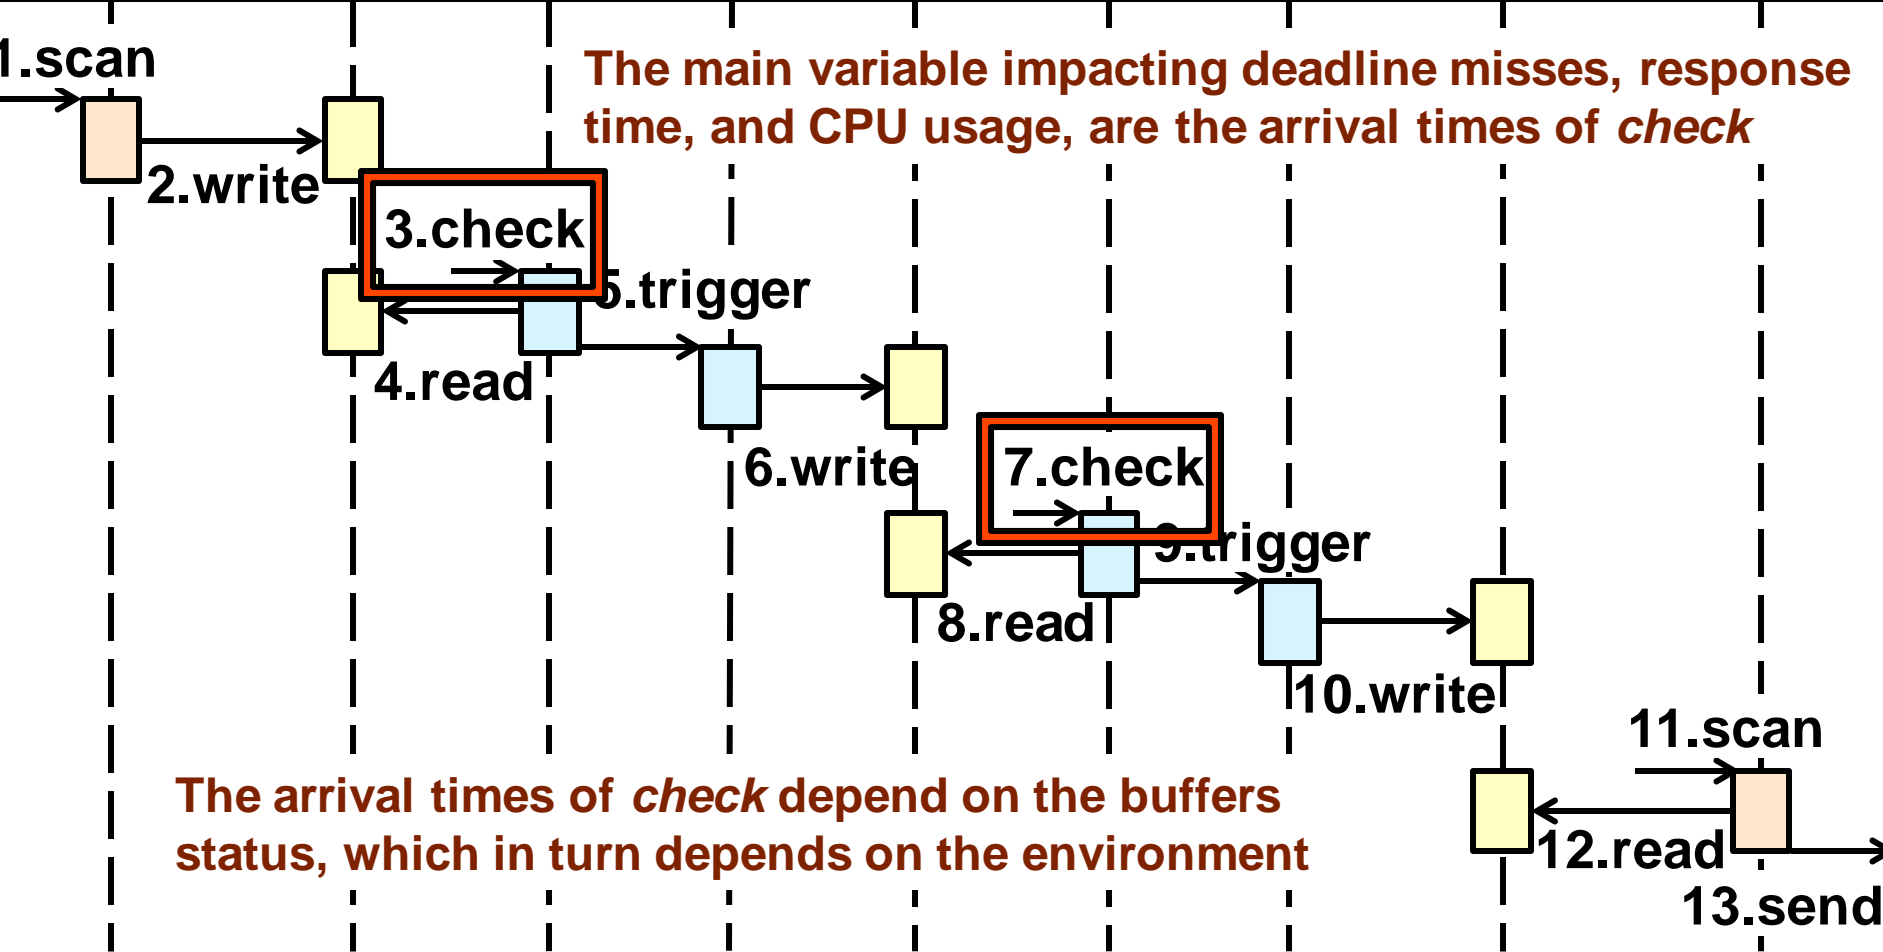 1.scan
The main variable impacting deadline misses, response
time, and CPU usage, are the arrival times of check
2.write
3.check
5.trigger
4.read
6.write
7.check
9.trigger
8.read
10.write
11.scan
The arrival times of check depend on the buffers
status, which in turn depends on the environment
12.read
13.send